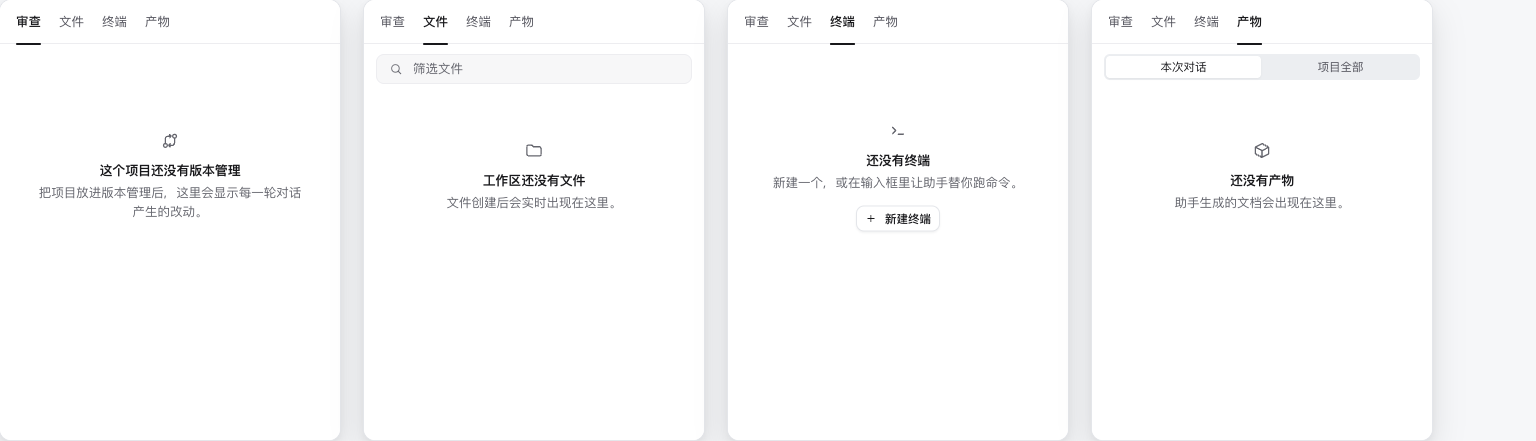 审查 文件 终端 产物
这个项目还没有版本管理
把项目放进版本管理后，这里会显示每一轮对话
产生的改动。
审查 文件 终端 产物
筛选文件
工作区还没有文件
文件创建后会实时出现在这里。
审查 文件 终端 产物
还没有终端
新建一个，或在输入框里让助手替你跑命令。
+ 新建终端
审查 文件 终端 产物
本次对话 项目全部
还没有产物
助手生成的文档会出现在这里。